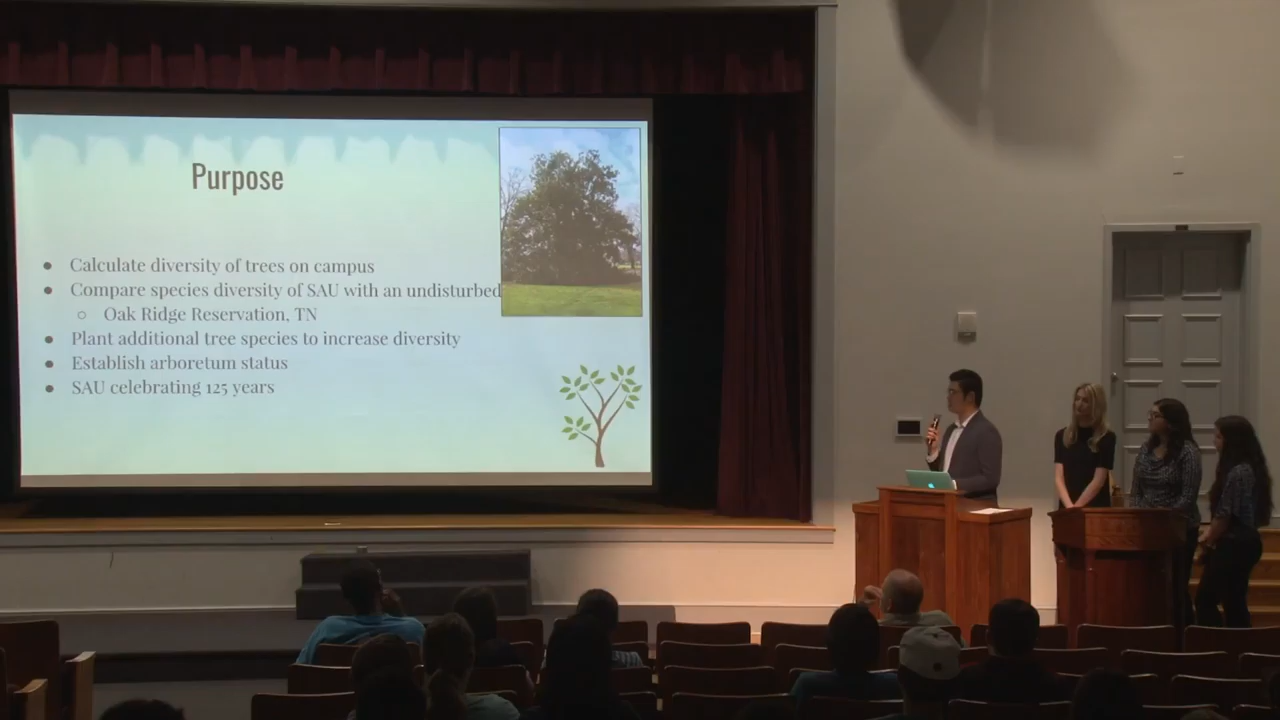 Purpose
● Calculate diversity of trees on campus
● Compare species diversity of SAU with an undisturbed
○ Oak Ridge Reservation, TN
● Plant additional tree species to increase diversity
● Establish arboretum status
● SAU celebrating 125 years